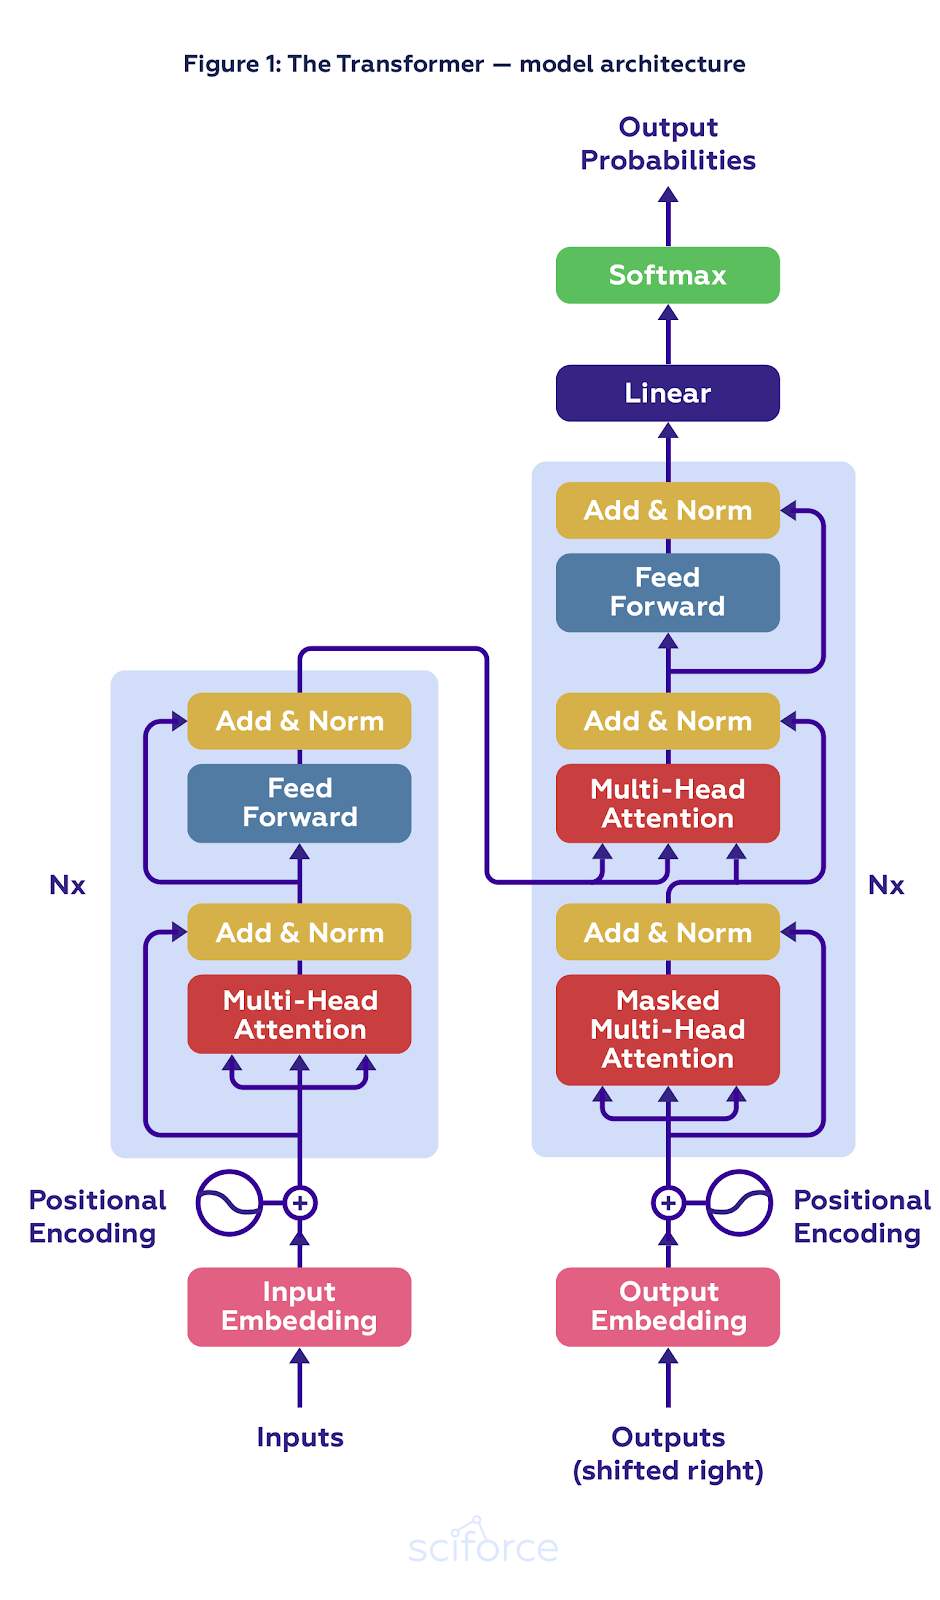 Figure 1: The Transformer — model architecture
Output
Probabilities
Softmax
Linear
Add & Norm
Feed
Forward
Add & Norm
Multi-Head
Attention
Nx
Add & Norm
Masked
Multi-Head
Attention
Add & Norm
Feed
Forward
Nx
Add & Norm
Multi-Head
Attention
Positional
Encoding
+
Input
Embedding
Inputs
+
Positional
Encoding
Output
Embedding
Outputs
(shifted right)
sciforce